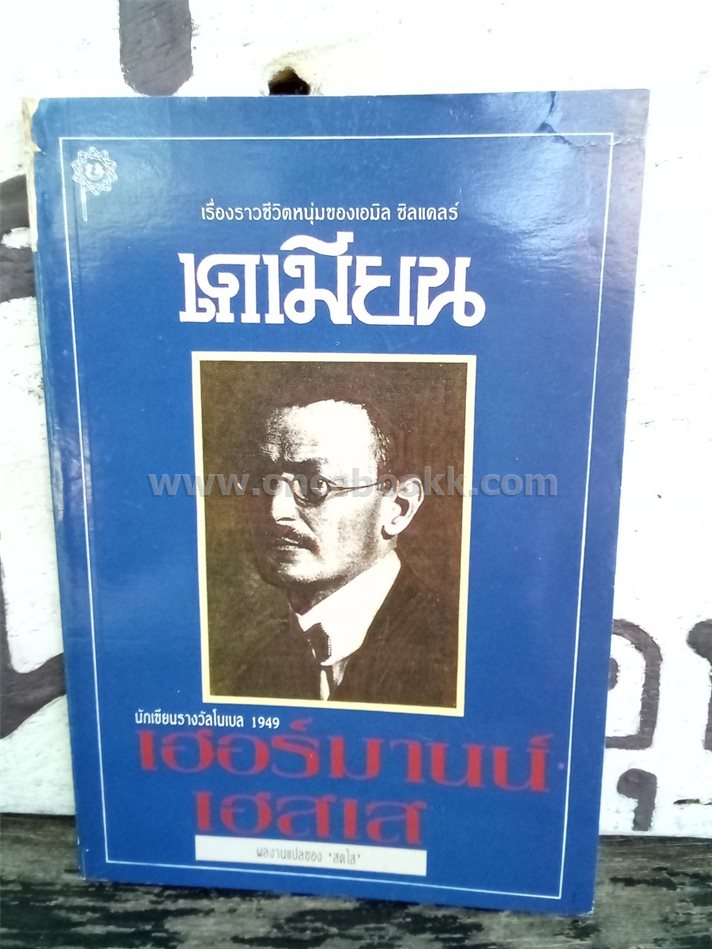 เรื่องราวชีวิตหนุ่มของเอมิล ซิลแดลร์
เดเมียน
www.oncebookk.com
นักเขียนรางวัลโนเบล 1949
เฮอร์มานน์
เฮสเส
ผลงานแปลของ "สดใส"